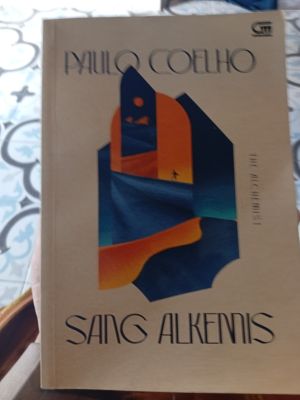 PAULO COELHO
THE ALCHEMIST
SANG ALKEMIS